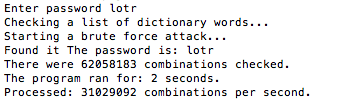 Enter password lotr
Checking a list of dictionary words...
Starting a brute force attack...
Found it The password is: lotr
There were 62058183 combinations checked.
The program ran for: 2 seconds.
Processed: 31029092 combinations per second.